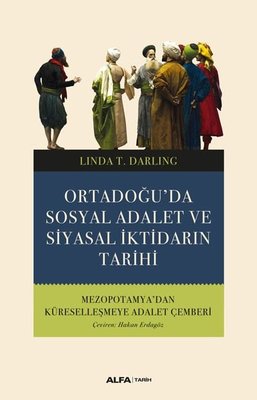 LINDA T. DARLING
ORTADOĞU'DA
SOSYAL ADALET VE
SİYASAL İKTİDARIN
TARİHİ
MEZOPOTAMYA'DAN
KÜRESELLEŞMEYE ADALET ÇEMBERİ
Çeviren: Hakan Erdagöz
ALFA | TARİH